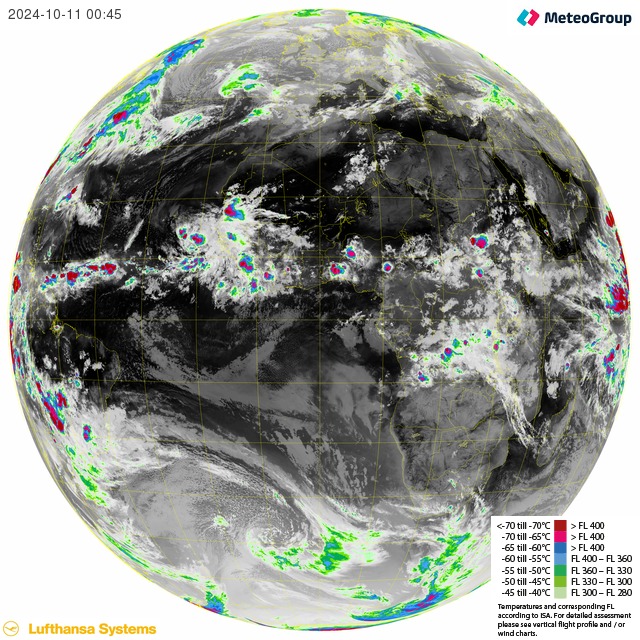 2024-10-11 00:45
MeteoGroup
<-70 till -70°C > FL 400
-70 till -65°C > FL 400
-65 till -60°C > FL 400
-60 till -55°C FL 400 – FL 360
-55 till -50°C FL 360 – FL 330
-50 till -45°C FL 330 – FL 300
-45 till -40°C FL 300 – FL 280
Temperatures and corresponding FL
according to ISA. For detailed assessment
please see vertical flight profile and / or
wind charts.
Lufthansa Systems